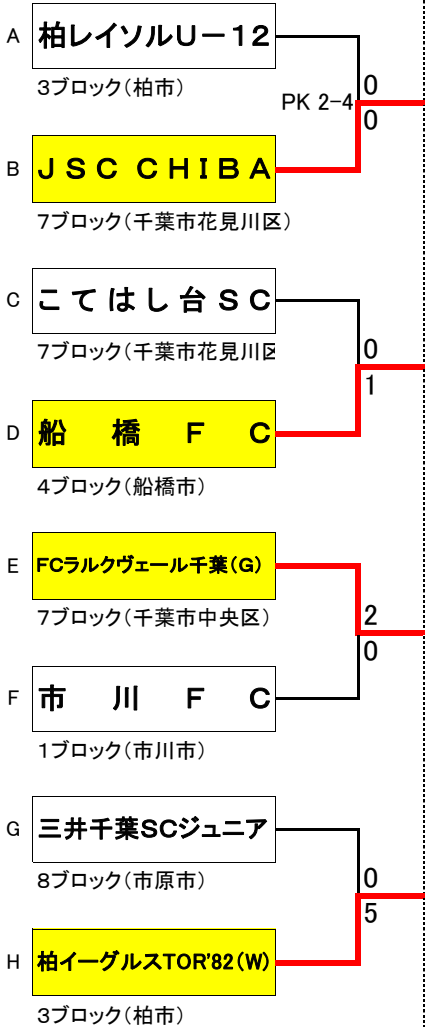 A 柏レイソルU－12
3ブロック(柏市)
0
PK 2-4
0
B JSC CHIBA
7ブロック(千葉市花見川区)
C こてはし台SC
7ブロック(千葉市花見川区
0
1
D 船橋FC
4ブロック(船橋市)
E FCラルクヴェール千葉(G)
7ブロック(千葉市中央区)
2
0
F 市川FC
1ブロック(市川市)
G 三井千葉SCジュニア
8ブロック(市原市)
0
5
H 柏イーグルスTOR'82(W)
3ブロック(柏市)